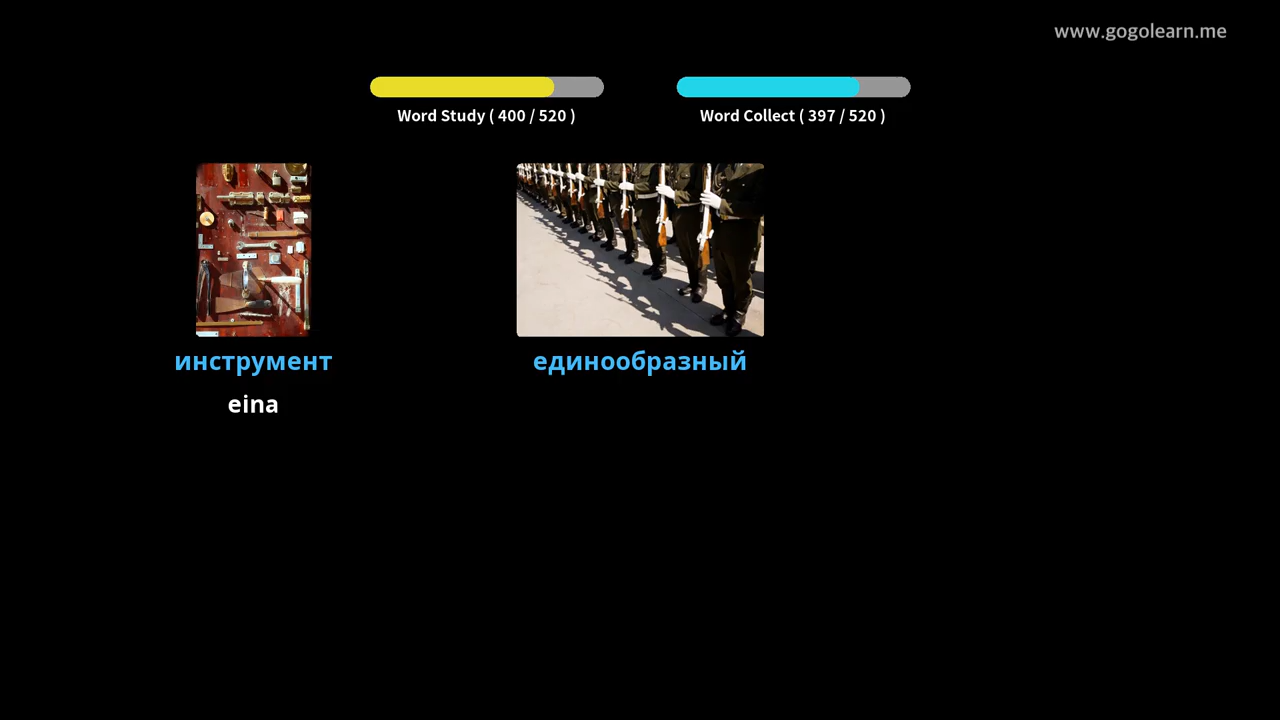 www.gogolearn.me
Word Study ( 400 / 520 )
Word Collect ( 397 / 520 )
инструмент
единообразный
eina